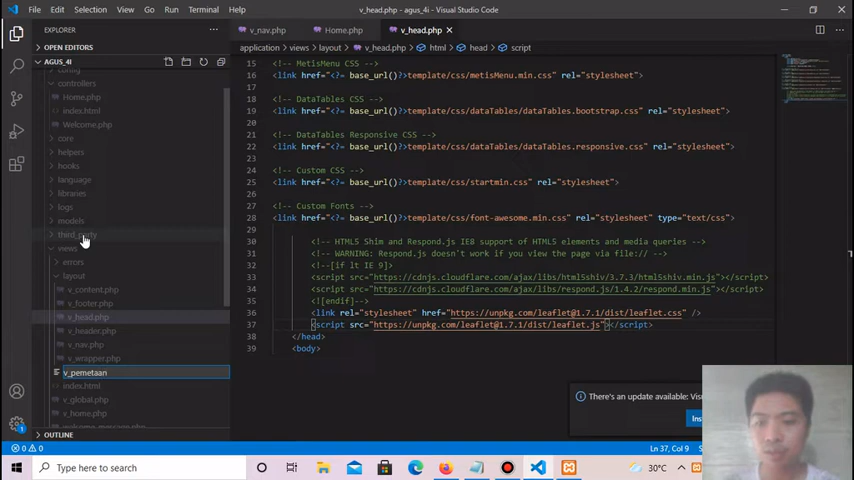 File Edit Selection View Go Run Terminal Help
v_head.php - agus_4i - Visual Studio Code
EXPLORER
v_nav.php Home.php v_head.php
OPEN EDITORS
application > views > layout > v_head.php > html > head > script
AGUS_4I
config
controllers
Home.php
index.html
Welcome.php
core
helpers
hooks
language
libraries
logs
models
third_party
views
errors
layout
v_content.php
v_footer.php
v_head.php
v_header.php
v_nav.php
v_wrapper.php
v_pemetaan
index.html
v_global.php
v_home.php
welcome_message.php
OUTLINE
15 <!-- MetisMenu CSS -->
16 <link href="<?= base_url()?>template/css/metisMenu.min.css" rel="stylesheet">
17
18 <!-- DataTables CSS -->
19 <link href="<?= base_url()?>template/css/dataTables/dataTables.bootstrap.css" rel="stylesheet">
20
21 <!-- DataTables Responsive CSS -->
22 <link href="<?= base_url()?>template/css/dataTables/dataTables.responsive.css" rel="stylesheet">
23
24 <!-- Custom CSS -->
25 <link href="<?= base_url()?>template/css/startmin.css" rel="stylesheet">
26
27 <!-- Custom Fonts -->
28 <link href="<?= base_url()?>template/css/font-awesome.min.css" rel="stylesheet" type="text/css">
29
30 <!-- HTML5 Shim and Respond.js IE8 support of HTML5 elements and media queries -->
31 <!-- WARNING: Respond.js doesn't work if you view the page via file:// -->
32 <!--[if lt IE 9]>
33 <script src="https://cdnjs.cloudflare.com/ajax/libs/html5shiv/3.7.3/html5shiv.min.js"></script>
34 <script src="https://cdnjs.cloudflare.com/ajax/libs/respond.js/1.4.2/respond.min.js"></script>
35 <![endif]-->
36 <link rel="stylesheet" href="https://unpkg.com/leaflet@1.7.1/dist/leaflet.css" />
37 <script src="https://unpkg.com/leaflet@1.7.1/dist/leaflet.js"></script>
38 </head>
39 <body>
There's an update available: Visu
Ins
0 0
Ln 37, Col 9
Type here to search
30°C